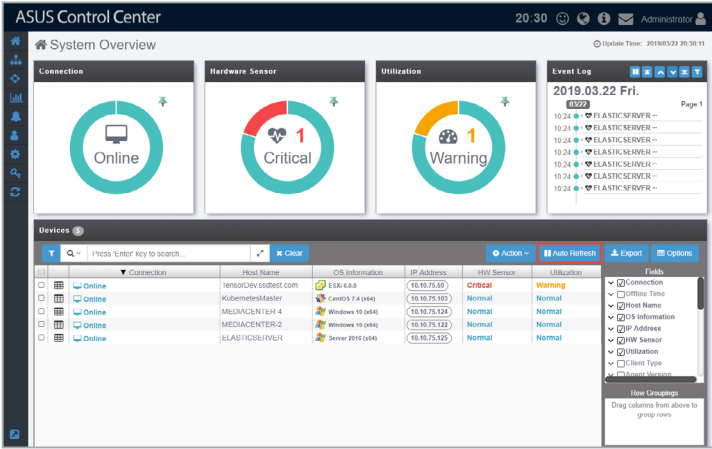 ASUS Control Center
20:30
Administrator
System Overview
Update Time: 2019/03/22 20:30:11
Connection
Online
Hardware Sensor
1
Critical
Utilization
1
Warning
Event Log
2019.03.22 Fri.
03/22
Page 1
10:24 ELASTICSERVER ···
10:24 ELASTICSERVER ···
10:24 ELASTICSERVER ···
10:24 ELASTICSERVER ···
10:24 ELASTICSERVER ···
10:24 ELASTICSERVER ···
Devices 5
Press 'Enter' key to search... Clear Action Auto Refresh Export Options
Connection Host Name OS Information IP Address HW Sensor Utilization
Online TensorDev.ssdtest.com ESXi 6.0.0 10.10.75.59 Critical Warning
Online KubernetesMaster CentOS 7.4 (x64) 10.10.75.103 Normal Normal
Online MEDIACENTER-4 Windows 10 (x64) 10.10.75.124 Normal Normal
Online MEDIACENTER-2 Windows 10 (x64) 10.10.75.122 Normal Normal
Online ELASTICSERVER Server 2016 (x64) 10.10.75.125 Normal Normal
Fields
Connection
Offline Time
Host Name
OS Information
IP Address
HW Sensor
Utilization
Client Type
Agent Version
Row Groupings
Drag columns from above to
group rows